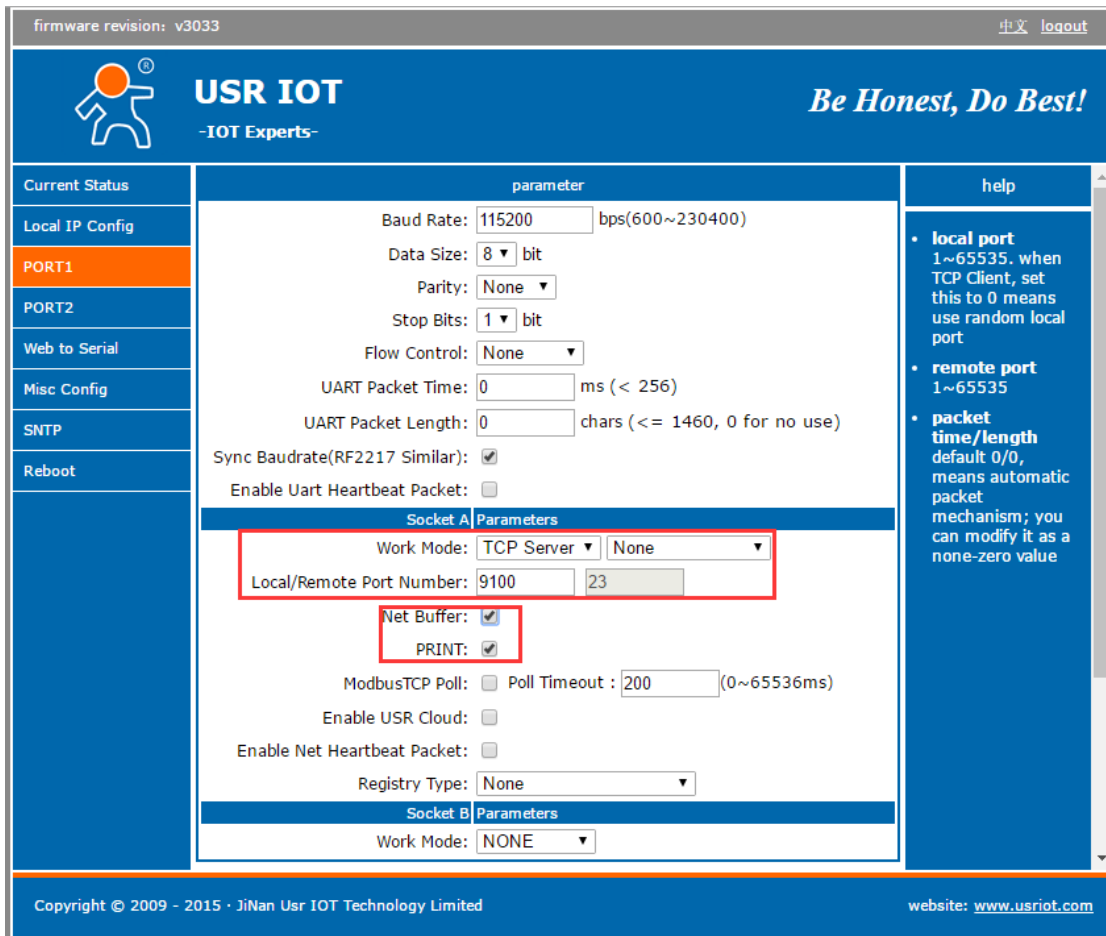 firmware revision: v3033
中文 logout
®
USR IOT
-IOT Experts-
Be Honest, Do Best!
Current Status
Local IP Config
PORT1
PORT2
Web to Serial
Misc Config
SNTP
Reboot
parameter
Baud Rate: 115200 bps(600~230400)
Data Size: 8 bit
Parity: None
Stop Bits: 1 bit
Flow Control: None
UART Packet Time: 0 ms (< 256)
UART Packet Length: 0 chars (<= 1460, 0 for no use)
Sync Baudrate(RF2217 Similar):
Enable Uart Heartbeat Packet:
Socket A Parameters
Work Mode: TCP Server None
Local/Remote Port Number: 9100 23
Net Buffer:
PRINT:
ModbusTCP Poll: Poll Timeout : 200 (0~65536ms)
Enable USR Cloud:
Enable Net Heartbeat Packet:
Registry Type: None
Socket B Parameters
Work Mode: NONE
help
• local port
1~65535. when
TCP Client, set
this to 0 means
use random local
port
• remote port
1~65535
• packet
time/length
default 0/0,
means automatic
packet
mechanism; you
can modify it as a
none-zero value
Copyright © 2009 - 2015 · JiNan Usr IOT Technology Limited
website: www.usriot.com